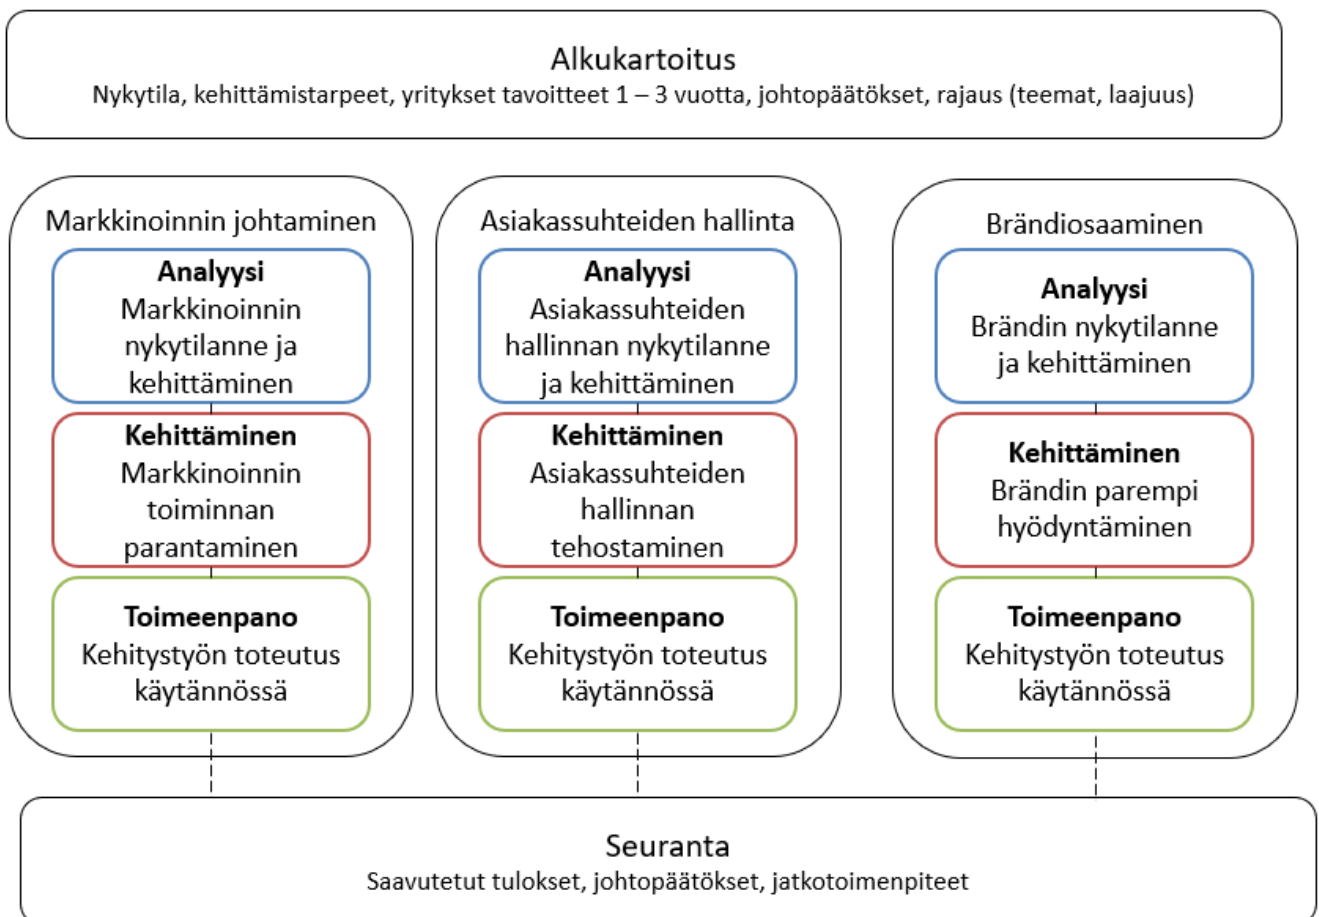 Alkukartoitus
Nykytila, kehittämistarpeet, yritykset tavoitteet 1 – 3 vuotta, johtopäätökset, rajaus (teemat, laajuus)
Markkinoinnin johtaminen
Analyysi
Markkinoinnin
nykytilanne ja
kehittäminen
Kehittäminen
Markkinoinnin
toiminnan
parantaminen
Toimeenpano
Kehitystyön toteutus
käytännössä
Asiakassuhteiden hallinta
Analyysi
Asiakassuhteiden
hallinnan nykytilanne
ja kehittäminen
Kehittäminen
Asiakassuhteiden
hallinnan
tehostaminen
Toimeenpano
Kehitystyön toteutus
käytännössä
Brändiosaaminen
Analyysi
Brändin nykytilanne
ja kehittäminen
Kehittäminen
Brändin parempi
hyödyntäminen
Toimeenpano
Kehitystyön toteutus
käytännössä
Seuranta
Saavutetut tulokset, johtopäätökset, jatkotoimenpiteet